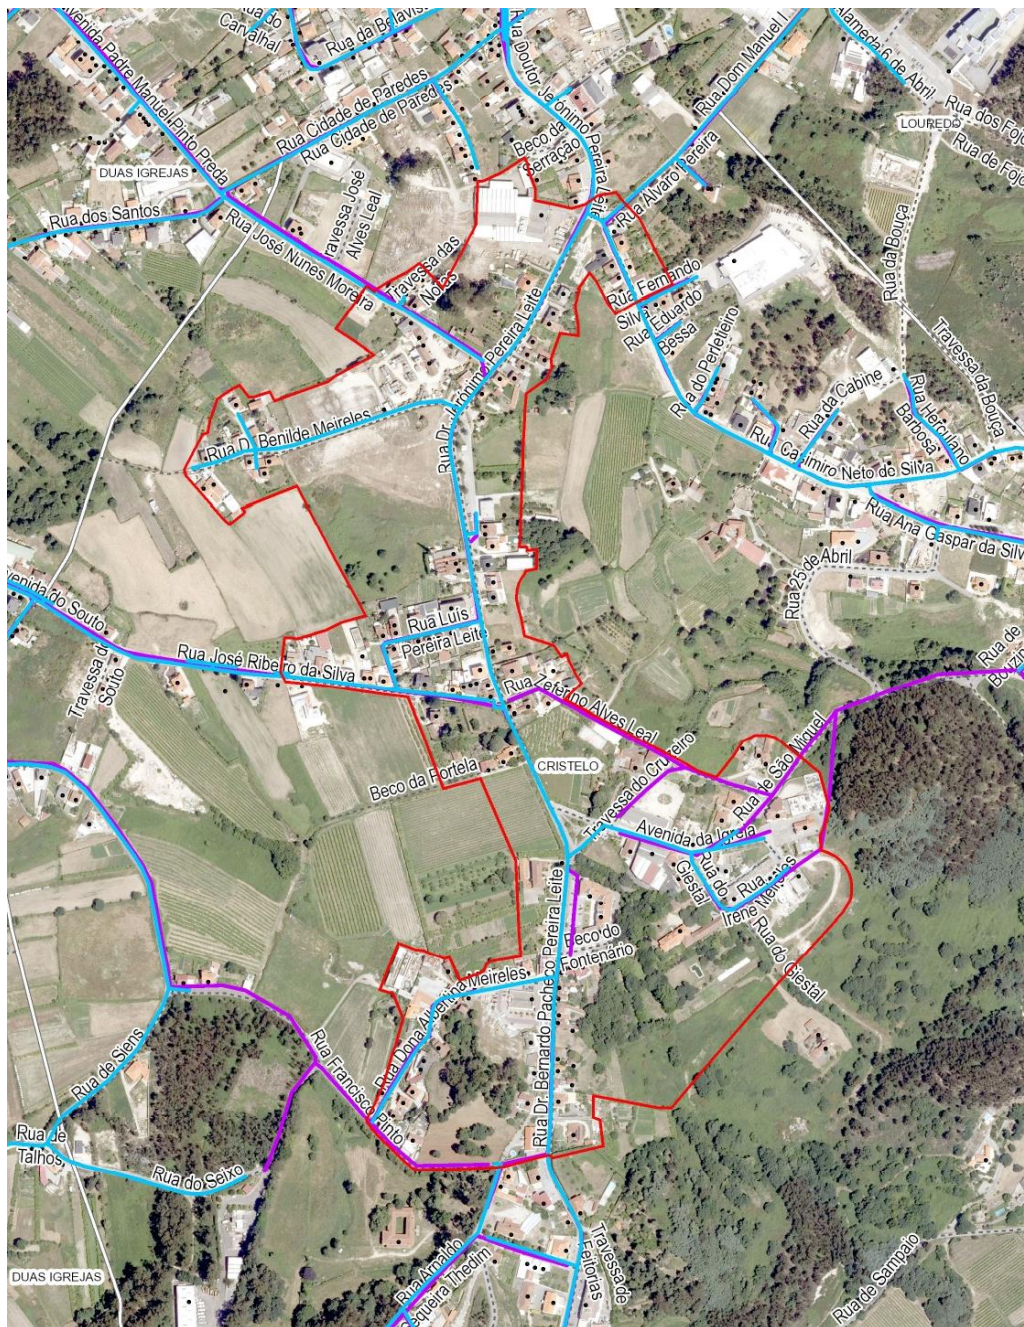 Rua do
Carvalhal
Rua da Belavis
Avenida Padre Manuel Pinto Preda
Rua Doutor Jerónimo Pereira Leite
Rua Dom Manuel I
Alameda 6 de Abril
Rua dos Fojo
Rua de Fojo
LOUREDO
Rua Cidade de Paredes
Rua Cidade de Paredes
Beco da
Serração
Rua Alvaro Pereira
DUAS IGREJAS
Rua dos Santos
Travessa José
Alves Leal
Rua José Nunes Moreira
Travessa das
Rua da Bouça
Rua Fernando
Silva
Rua Eduardo
Bessa
Travessa da Bouça
Rua Dr. Jerónimo Pereira Leite
Rua da Cabine
Rua Herculano
Barbosa
Rua D. Benilde Meireles
Rua Casimiro Neto do Silva
Rua Ana Gaspar da Silv
Rua 25 de Abril
Avenida do Souto
Rua Luís
Pereira Leite
Rua José Ribeiro da Silva
Travessa d
Souto
Rua Zeferino Alves Leal
Rua de
Bouzin
Rua de São Miguel
CRISTELO
Beco da Portela
Travessa do Cruzeiro
Avenida da Igreja
Rua do
Giestal
Rua
Irene Meireles
Rua do Giestal
Beco do
Fontenário
Rua Dr. Bernardo Pacheco Pereira Leite
Rua Dona Albertina Meireles
Rua de Siens
Rua Francisco Pinto
Rua de
Talhos
Rua do Seixo
Travessa de
Feitorias
Rua Arnaldo
equeira Thedim
DUAS IGREJAS
Rua de Sampaio